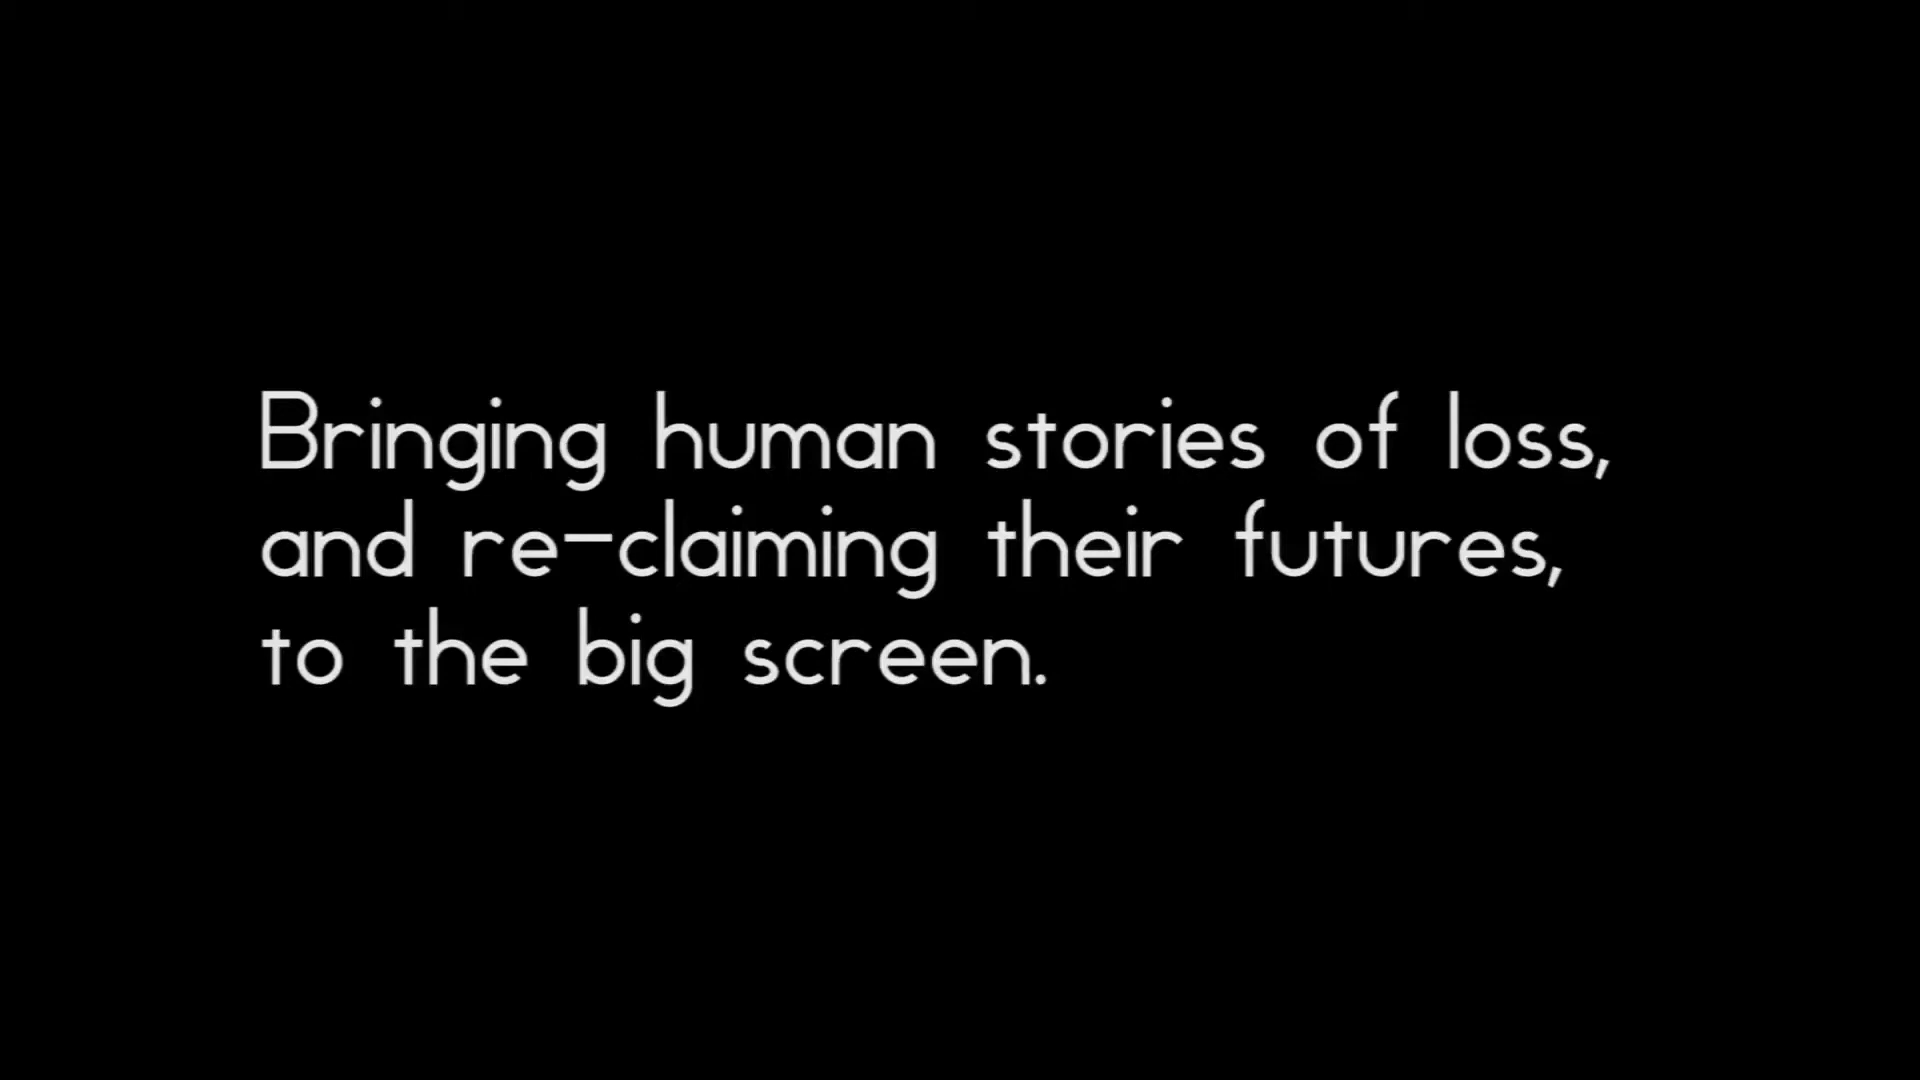 Bringing human stories of loss,
and re-claiming their futures,
to the big screen.